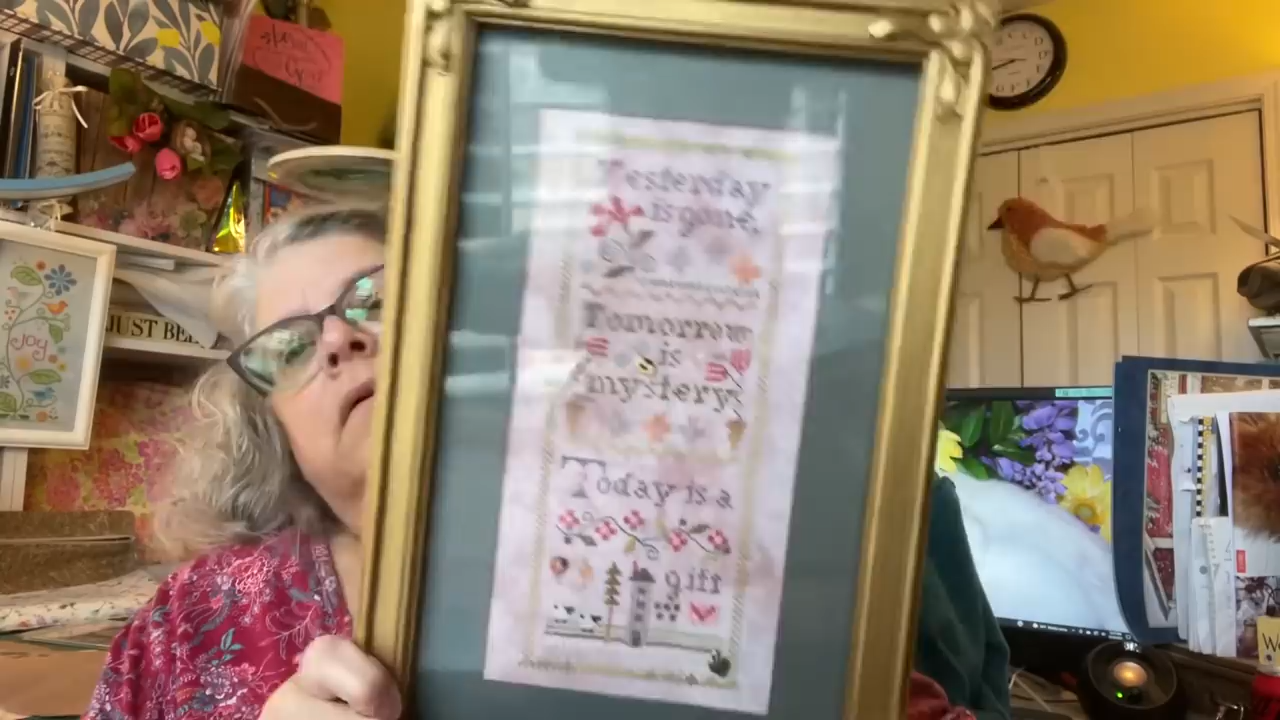 Yesterday
is gone,
Tomorrow
is
mystery,
Today is a
gift
Joy
JUST BE